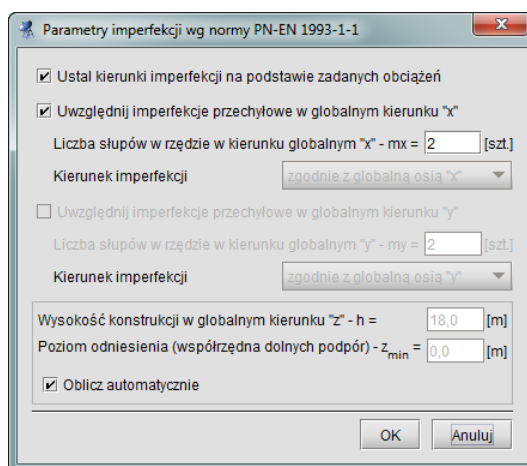 Parametry imperfekcji wg normy PN-EN 1993-1-1
Ustal kierunki imperfekcji na podstawie zadanych obciążeń
Uwzględnij imperfekcje przechyłowe w globalnym kierunku "x"
Liczba słupów w rzędzie w kierunku globalnym "x" - mx = 2 [szt.]
Kierunek imperfekcji zgodnie z globalną osią "x"
Uwzględnij imperfekcje przechyłowe w globalnym kierunku "y"
Liczba słupów w rzędzie w kierunku globalnym "y" - my = 2 [szt.]
Kierunek imperfekcji zgodnie z globalną osią "y"
Wysokość konstrukcji w globalnym kierunku "z" - h = 18,0 [m]
Poziom odniesienia (współrzędna dolnych podpór) - zmin = 0,0 [m]
Oblicz automatycznie
OK Anuluj